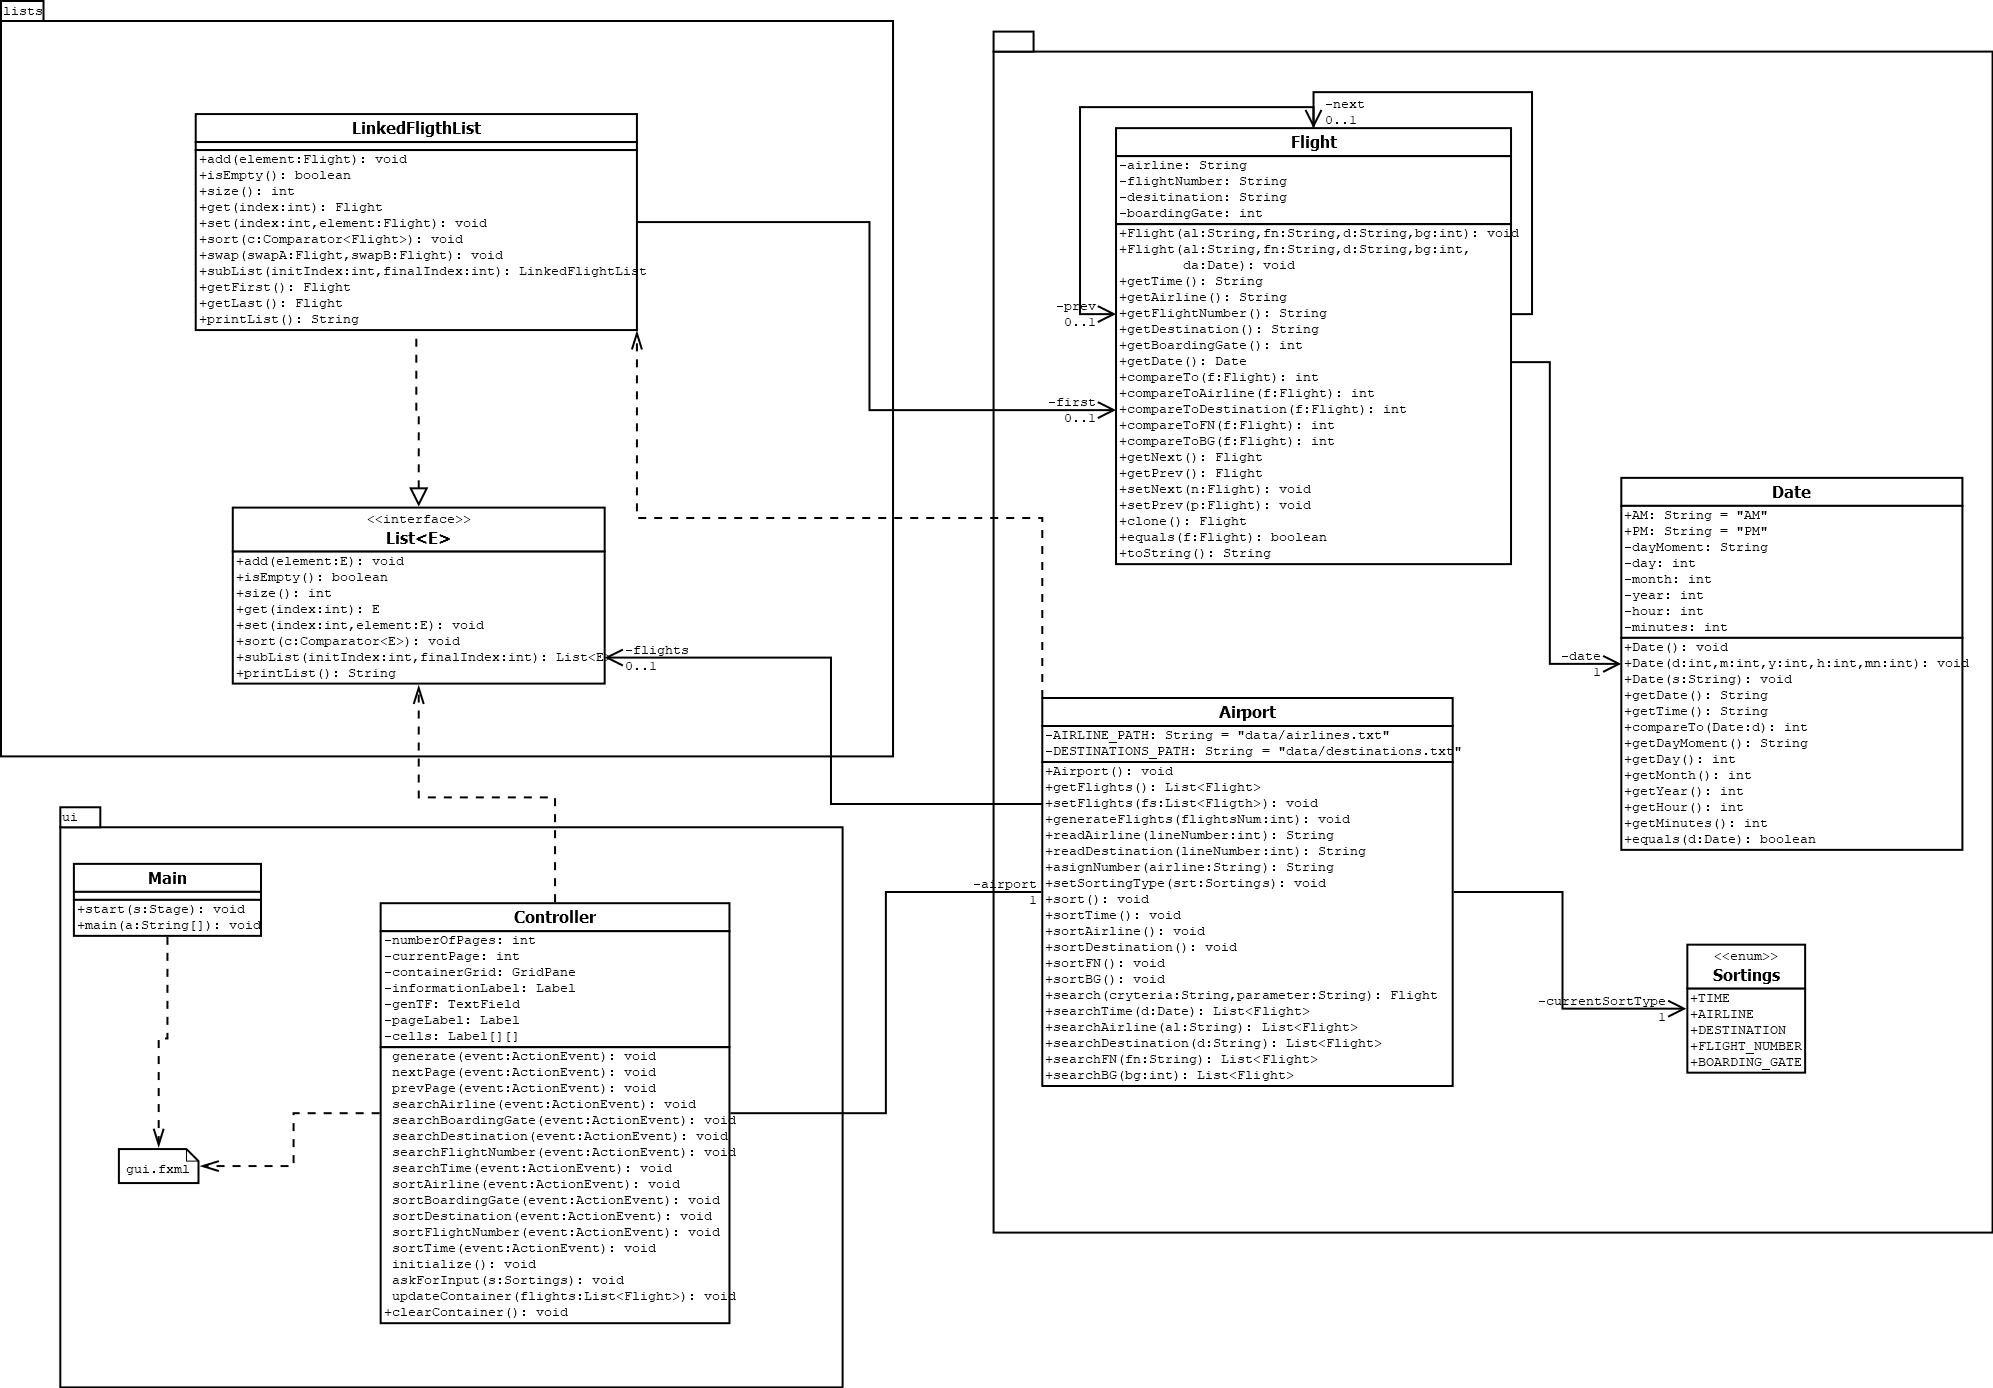 lists
LinkedFligthList
+add(element:Flight): void
+isEmpty(): boolean
+size(): int
+get(index:int): Flight
+set(index:int,element:Flight): void
+sort(c:Comparator<Flight>): void
+swap(swapA:Flight,swapB:Flight): void
+subList(initIndex:int,finalIndex:int): LinkedFlightList
+getFirst(): Flight
+getLast(): Flight
+printList(): String
<<interface>>
List<E>
+add(element:E): void
+isEmpty(): boolean
+size(): int
+get(index:int): E
+set(index:int,element:E): void
+sort(c:Comparator<E>): void
+subList(initIndex:int,finalIndex:int): List<E>
+printList(): String
-flights
0..1
-next
0..1
Flight
-airline: String
-flightNumber: String
-desitination: String
-boardingGate: int
+Flight(al:String,fn:String,d:String,bg:int): void
+Flight(al:String,fn:String,d:String,bg:int,
da:Date): void
+getTime(): String
+getAirline(): String
+getFlightNumber(): String
+getDestination(): String
+getBoardingGate(): int
+getDate(): Date
+compareTo(f:Flight): int
+compareToAirline(f:Flight): int
+compareToDestination(f:Flight): int
+compareToFN(f:Flight): int
+compareToBG(f:Flight): int
+getNext(): Flight
+getPrev(): Flight
+setNext(n:Flight): void
+setPrev(p:Flight): void
+clone(): Flight
+equals(f:Flight): boolean
+toString(): String
-prev
0..1
-first
0..1
Date
+AM: String = "AM"
+PM: String = "PM"
-dayMoment: String
-day: int
-month: int
-year: int
-hour: int
-minutes: int
+Date(): void
+Date(d:int,m:int,y:int,h:int,mn:int): void
+Date(s:String): void
+getDate(): String
+getTime(): String
+compareTo(Date:d): int
+getDayMoment(): String
+getDay(): int
+getMonth(): int
+getYear(): int
+getHour(): int
+getMinutes(): int
+equals(d:Date): boolean
-date
1
Airport
-AIRLINE_PATH: String = "data/airlines.txt"
-DESTINATIONS_PATH: String = "data/destinations.txt"
+Airport(): void
+getFlights(): List<Flight>
+setFlights(fs:List<Fligth>): void
+generateFlights(flightsNum:int): void
+readAirline(lineNumber:int): String
+readDestination(lineNumber:int): String
+asignNumber(airline:String): String
+setSortingType(srt:Sortings): void
+sort(): void
+sortTime(): void
+sortAirline(): void
+sortDestination(): void
+sortFN(): void
+sortBG(): void
+search(cryteria:String,parameter:String): Flight
+searchTime(d:Date): List<Flight>
+searchAirline(al:String): List<Flight>
+searchDestination(d:String): List<Flight>
+searchFN(fn:String): List<Flight>
+searchBG(bg:int): List<Flight>
-airport
1
-currentSortType
1
<<enum>>
Sortings
+TIME
+AIRLINE
+DESTINATION
+FLIGHT_NUMBER
+BOARDING_GATE
ui
Main
+start(s:Stage): void
+main(a:String[]): void
gui.fxml
Controller
-numberOfPages: int
-currentPage: int
-containerGrid: GridPane
-informationLabel: Label
-genTF: TextField
-pageLabel: Label
-cells: Label[][]
generate(event:ActionEvent): void
nextPage(event:ActionEvent): void
prevPage(event:ActionEvent): void
searchAirline(event:ActionEvent): void
searchBoardingGate(event:ActionEvent): void
searchDestination(event:ActionEvent): void
searchFlightNumber(event:ActionEvent): void
searchTime(event:ActionEvent): void
sortAirline(event:ActionEvent): void
sortBoardingGate(event:ActionEvent): void
sortDestination(event:ActionEvent): void
sortFlightNumber(event:ActionEvent): void
sortTime(event:ActionEvent): void
initialize(): void
askForInput(s:Sortings): void
updateContainer(flights:List<Flight>): void
+clearContainer(): void